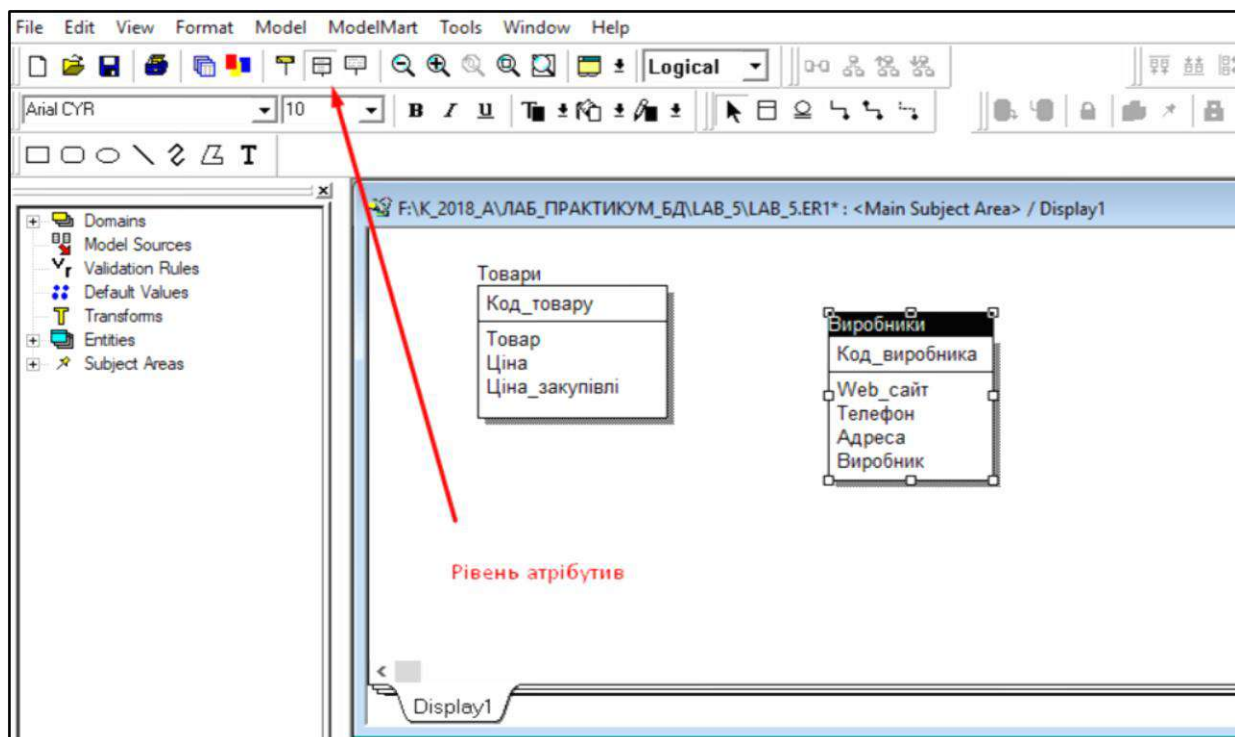 File Edit View Format Model ModelMart Tools Window Help
Logical
Arial CYR 10 B I U
T
Domains
Model Sources
Validation Rules
Default Values
Transforms
Entities
Subject Areas
F:\K_2018_A\ЛАБ_ПРАКТИКУМ_БД\LAB_5\LAB_5.ER1* : <Main Subject Area> / Display1
Товари
Код_товару
Товар
Ціна
Ціна_закупівлі
Виробники
Код_виробника
Web_сайт
Телефон
Адреса
Виробник
Рівень атрібутив
Display1